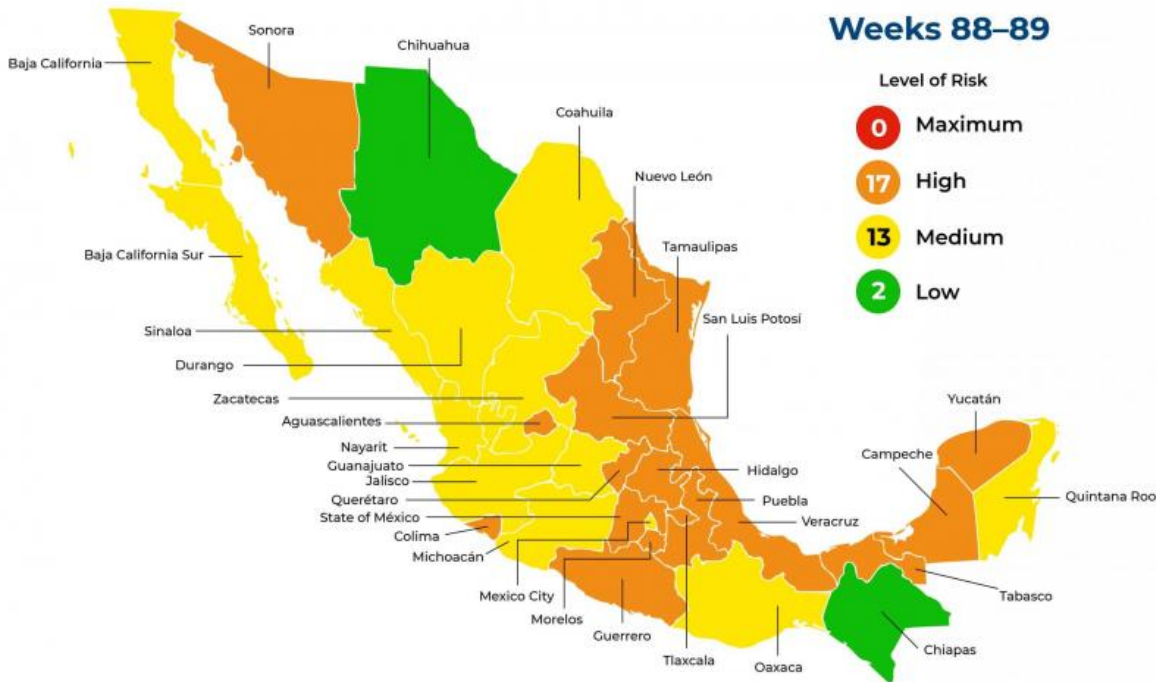 Weeks 88–89
Level of Risk
0 Maximum
17 High
13 Medium
2 Low
Sonora
Chihuahua
Baja California
Coahuila
Nuevo León
Tamaulipas
Baja California Sur
San Luis Potosí
Sinaloa
Durango
Zacatecas
Aguascalientes
Yucatán
Nayarit
Campeche
Guanajuato
Hidalgo
Jalisco
Querétaro
Puebla
Quintana Roo
State of México
Veracruz
Colima
Michoacán
Mexico City
Tabasco
Morelos
Guerrero
Tlaxcala
Oaxaca
Chiapas